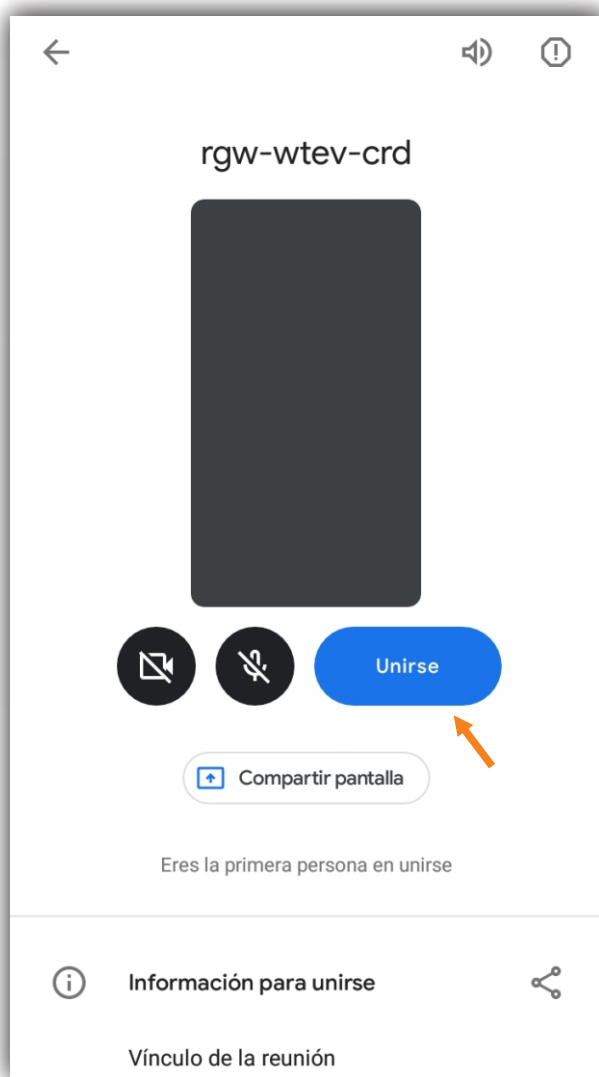 rgw-wtev-crd
Unirse
Compartir pantalla
Eres la primera persona en unirse
Información para unirse
Vínculo de la reunión